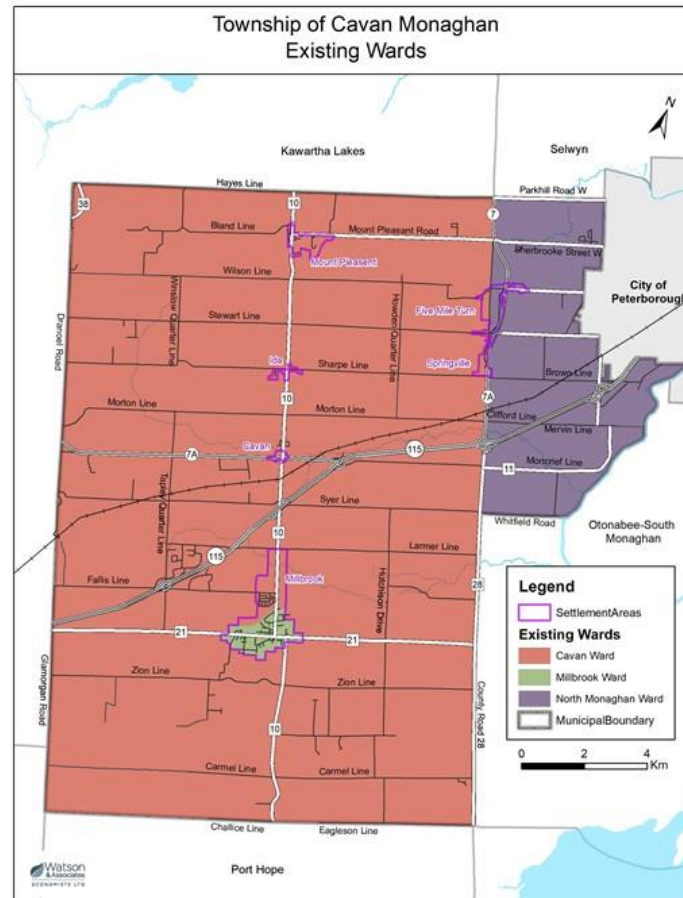 Township of Cavan Monaghan
Existing Wards
N
Kawartha Lakes
Selwyn
Hayes Line
Parkhill Road W
38
10
7
Bland Line
Mount Pleasant Road
Sherbrooke Street W
Mount Pleasent
Wilson Line
City of
Peterborough
Winslow Quarter Line
Howden Quarter Line
Five Mile Turn
Stewart Line
Dranoel Road
Ida
Sharpe Line
Springville
Brown Line
10
7A
Morton Line
Morton Line
Clifford Line
Mervin Line
Cavan
7A
115
Moncrief Line
11
Tapley Quarter Line
Syer Line
10
Whitfield Road
Otonabee-South
Monaghan
115
Larmer Line
Fallis Line
Millbrook
Hutchison Drive
28
21
21
Zion Line
Zion Line
Glamorgan Road
10
County Road 28
Carmel Line
Carmel Line
Challice Line
Eagleson Line
Port Hope
Legend
SettlementAreas
Existing Wards
Cavan Ward
Millbrook Ward
North Monaghan Ward
MunicipalBoundary
0 2 4
Km
Watson
& Associates
ECONOMISTS LTD.